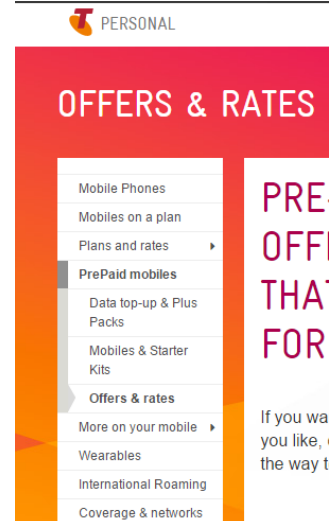 PERSONAL
OFFERS & RATES
Mobile Phones
Mobiles on a plan
Plans and rates
PrePaid mobiles
Data top-up & Plus
Packs
Mobiles & Starter
Kits
Offers & rates
More on your mobile
Wearables
International Roaming
Coverage & networks
PRE-
OFF
THAT
FOR
If you wa
you like,
the way t